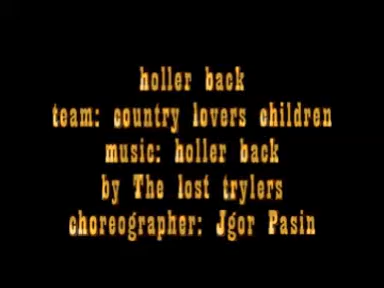 holler back
team: country lovers children
music: holler back
by The lost trylers
choreographer: Jgor Pasin